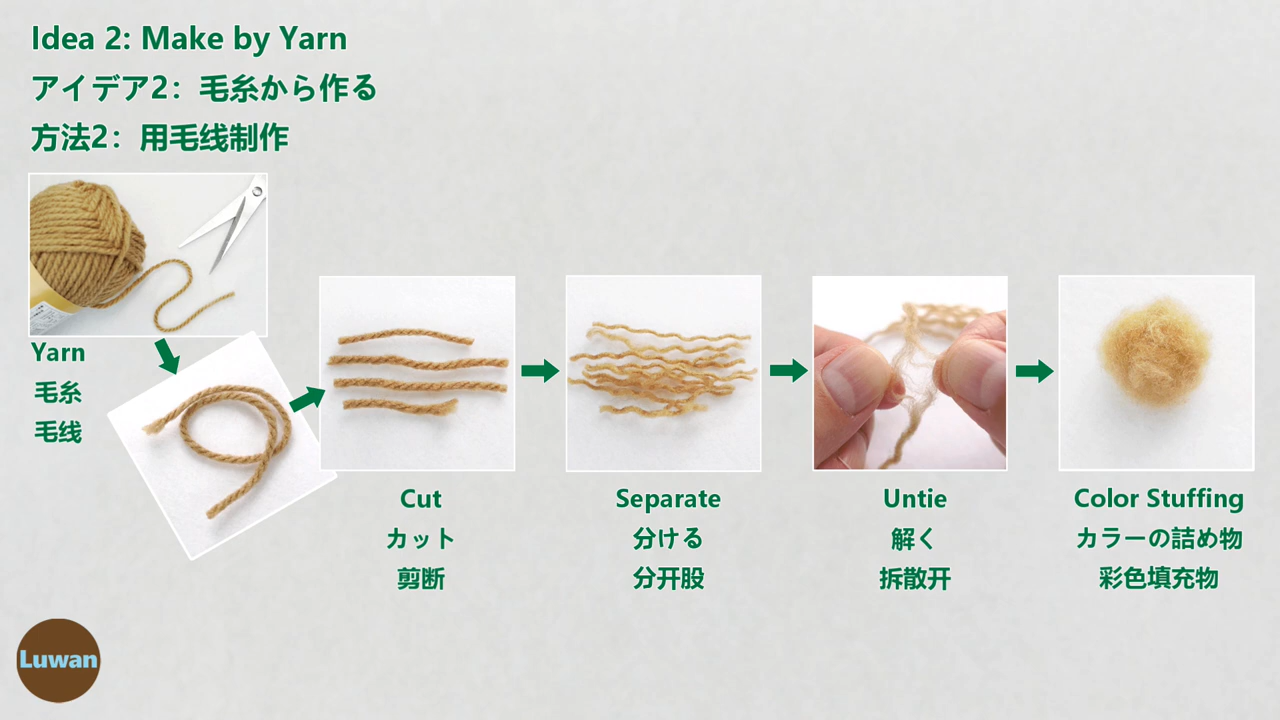 Idea 2: Make by Yarn
アイデア2：毛糸から作る
方法2：用毛线制作
Yarn
毛糸
毛线
Cut
カット
剪断
Separate
分ける
分开股
Untie
解く
拆散开
Color Stuffing
カラーの詰め物
彩色填充物
Luwan